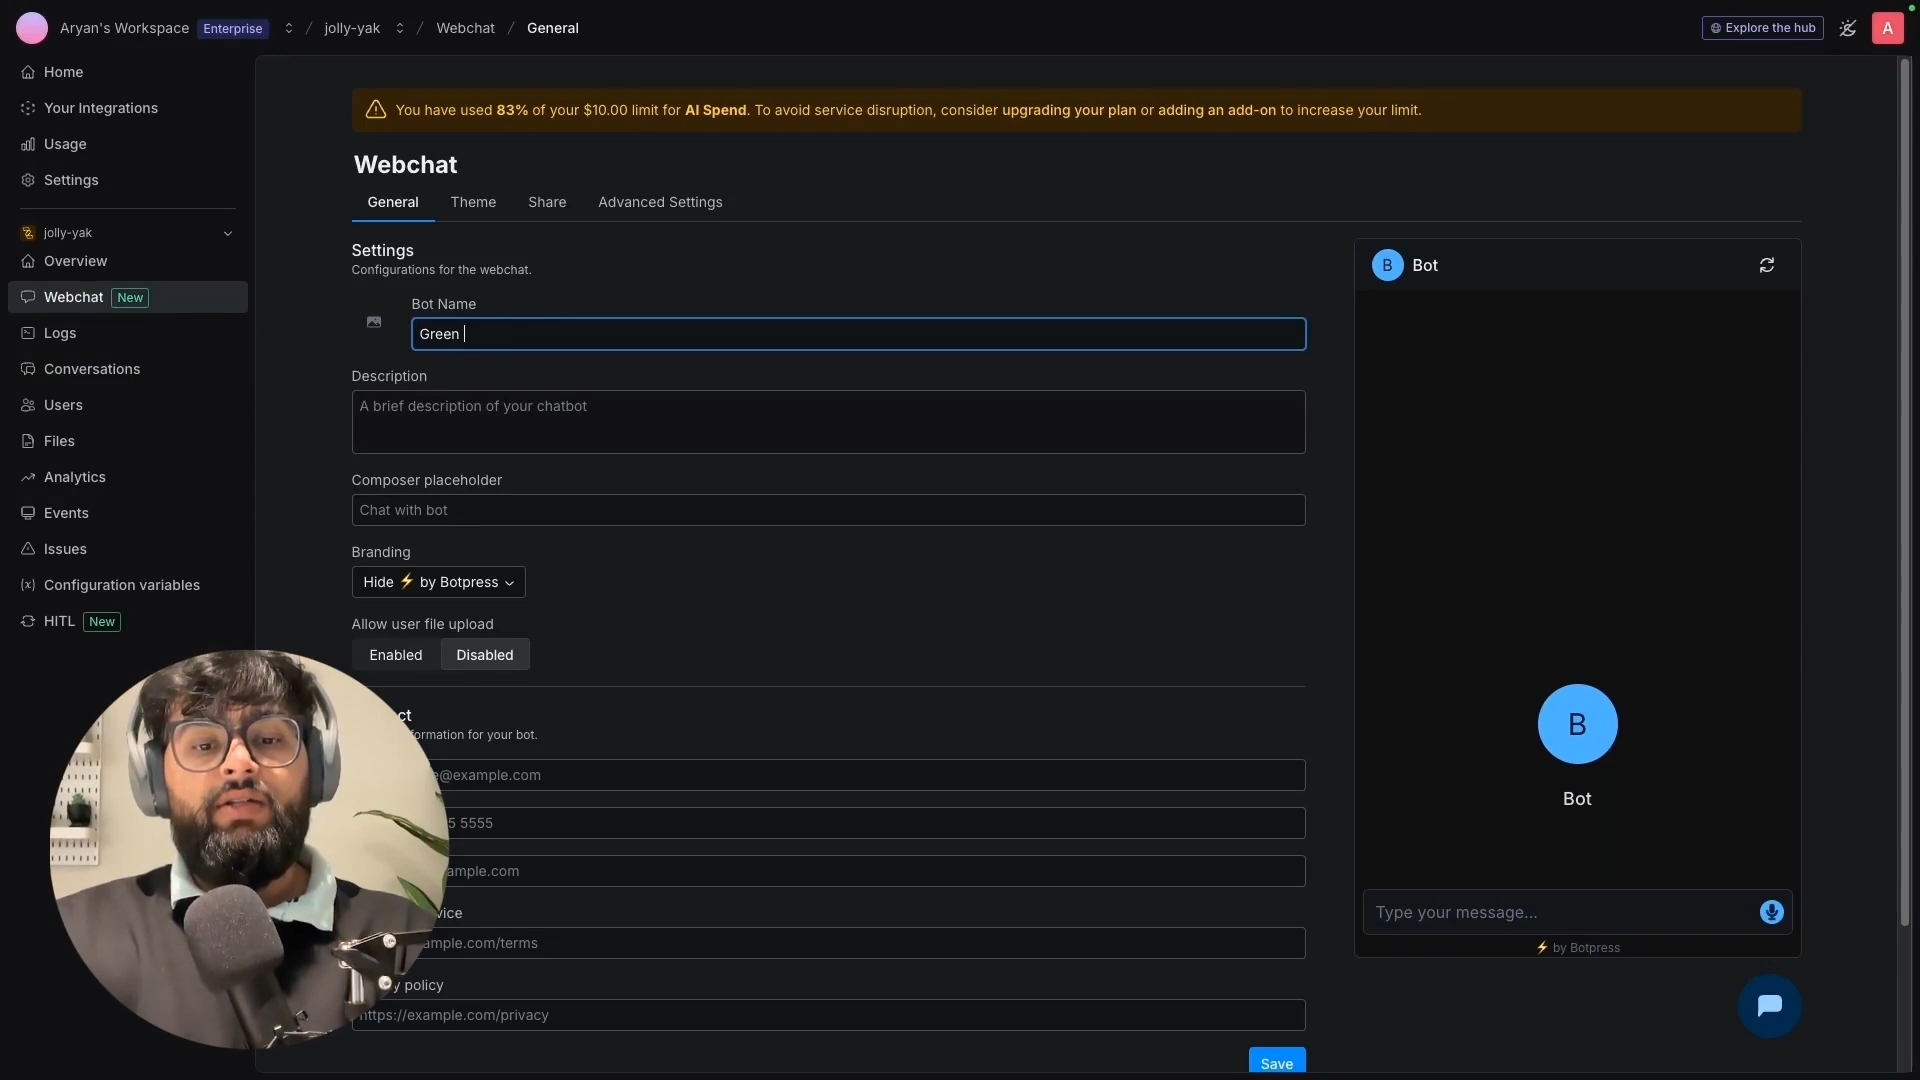 Aryan's Workspace Enterprise / jolly-yak / Webchat / General
Explore the hub
A
Home
Your Integrations
Usage
Settings
jolly-yak
Overview
Webchat New
Logs
Conversations
Users
Files
Analytics
Events
Issues
Configuration variables
HITL New
You have used 83% of your $10.00 limit for AI Spend. To avoid service disruption, consider upgrading your plan or adding an add-on to increase your limit.
Webchat
General Theme Share Advanced Settings
Settings
Configurations for the webchat.
Bot Name
Green
Description
A brief description of your chatbot
Composer placeholder
Chat with bot
Branding
Hide ⚡ by Botpress
Allow user file upload
Enabled Disabled
ct
ormation for your bot.
e@example.com
5 5555
ample.com
vice
ample.com/terms
y policy
https://example.com/privacy
Save
B Bot
B
Bot
Type your message...
⚡ by Botpress